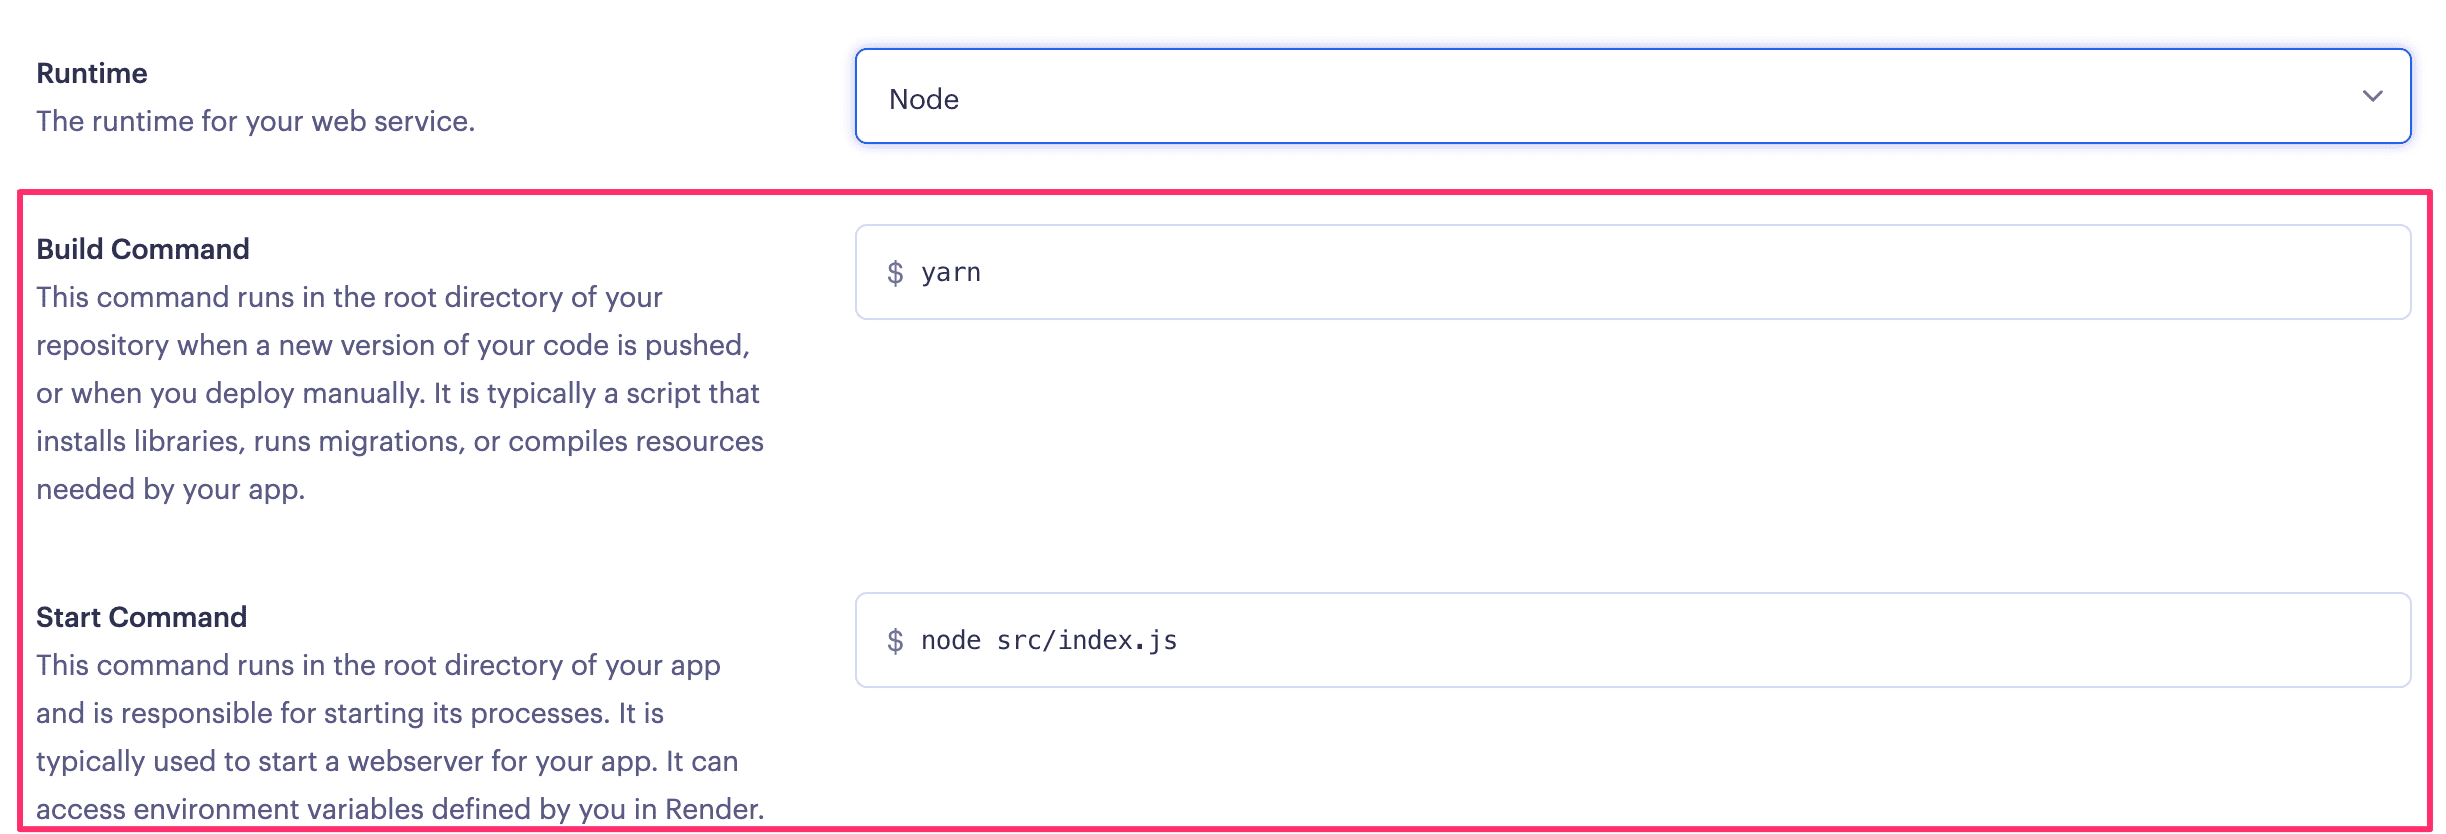 Runtime
The runtime for your web service.
Node
Build Command
This command runs in the root directory of your
repository when a new version of your code is pushed,
or when you deploy manually. It is typically a script that
installs libraries, runs migrations, or compiles resources
needed by your app.
$ yarn
Start Command
This command runs in the root directory of your app
and is responsible for starting its processes. It is
typically used to start a webserver for your app. It can
access environment variables defined by you in Render.
$ node src/index.js